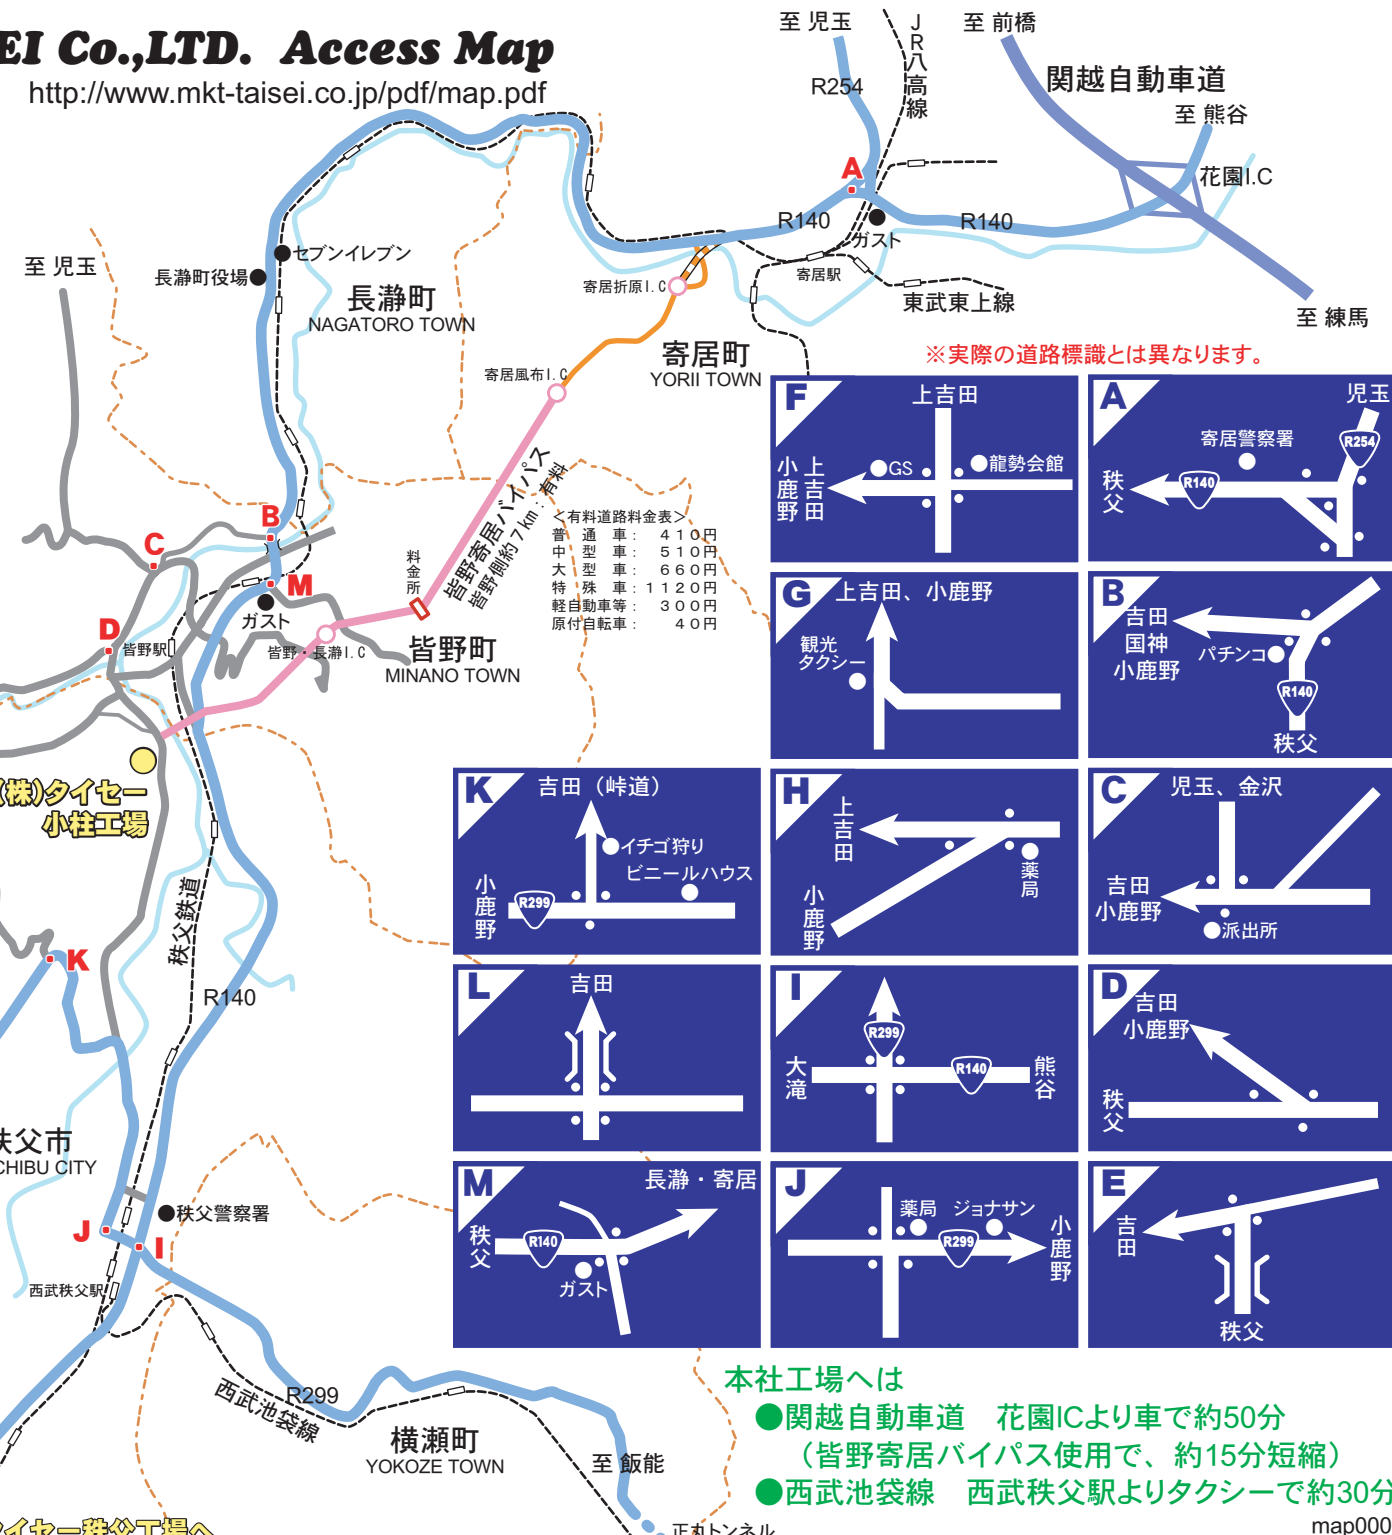 EI Co.,LTD. Access Map
http://www.mkt-taisei.co.jp/pdf/map.pdf
至 児玉
R254
JR八高線
至 前橋
関越自動車道
至 熊谷
花園I.C
A
R140
R140
ガスト
寄居駅
東武東上線
至 練馬
セブンイレブン
長瀞町役場
至 児玉
長瀞町
NAGATORO TOWN
寄居折原I.C
寄居町
YORII TOWN
寄居風布I.C
※実際の道路標識とは異なります。
皆野寄居バイパス
皆野側約7km:有料
<有料道路料金表>
普通車: 410円
中型車: 510円
大型車: 660円
特殊車:1120円
軽自動車等: 300円
原付自転車: 40円
料金所
B
C
M
ガスト
D
皆野駅
皆野・長瀞I.C
皆野町
MINANO TOWN
(株)タイセー
小柱工場
秩父鉄道
K
R140
秩父市
CHIBU CITY
秩父警察署
J
I
西武秩父駅
西武池袋線
R299
横瀬町
YOKOZE TOWN
至 飯能
正丸トンネル
タイセー秩父工場へ
F
上吉田
小鹿野
上吉田
GS
龍勢会館
A
児玉
寄居警察署
R254
秩父
R140
G
上吉田、小鹿野
観光
タクシー
B
吉田
国神
小鹿野
パチンコ
R140
秩父
K
吉田（峠道）
イチゴ狩り
ビニールハウス
小鹿野
R299
H
上吉田
小鹿野
薬局
C
児玉、金沢
吉田
小鹿野
派出所
L
吉田
I
R299
大滝
R140
熊谷
D
吉田
小鹿野
秩父
M
長瀞・寄居
秩父
R140
ガスト
J
薬局
ジョナサン
R299
小鹿野
E
吉田
秩父
本社工場へは
●関越自動車道 花園ICより車で約50分
（皆野寄居バイパス使用で、約15分短縮）
●西武池袋線 西武秩父駅よりタクシーで約30分
map000